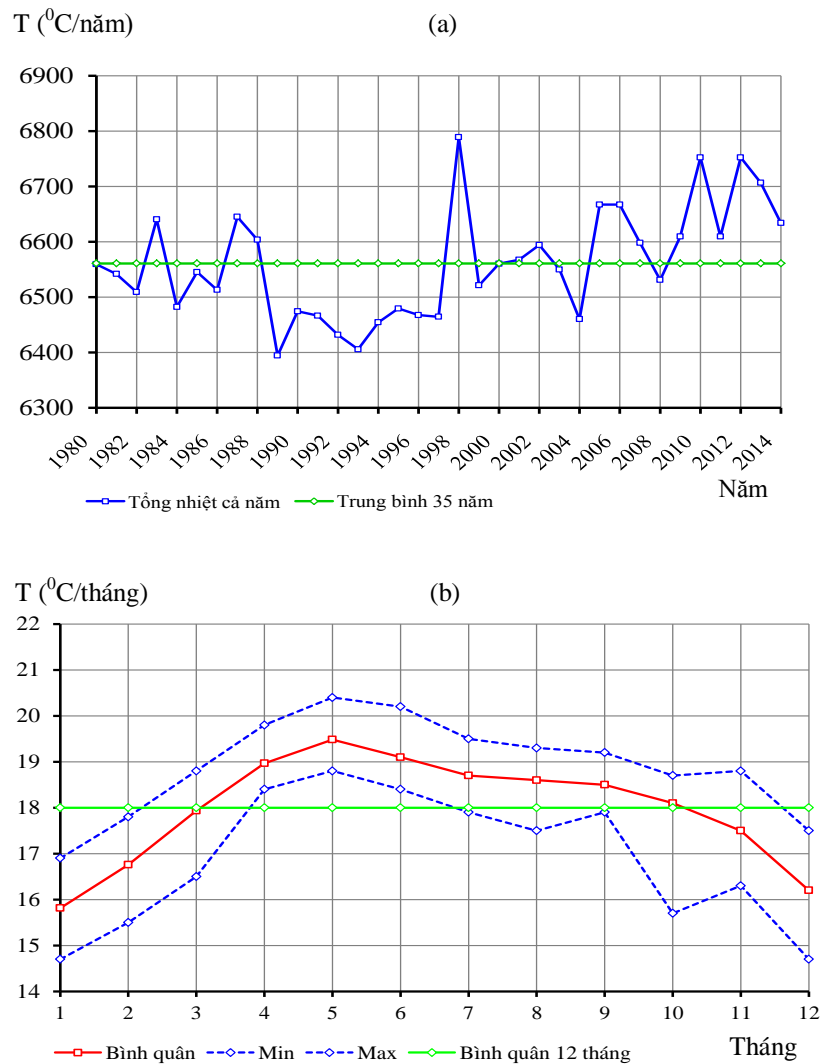 T (⁰C/năm) (a)
6900
6800
6700
6600
6500
6400
6300
1980 1982 1984 1986 1988 1990 1992 1994 1996 1998 2000 2002 2004 2006 2008 2010 2012 2014
Năm
Tổng nhiệt cả năm Trung bình 35 năm
T (⁰C/tháng) (b)
22
21
20
19
18
17
16
15
14
1 2 3 4 5 6 7 8 9 10 11 12
Bình quân Min Max Bình quân 12 tháng Tháng